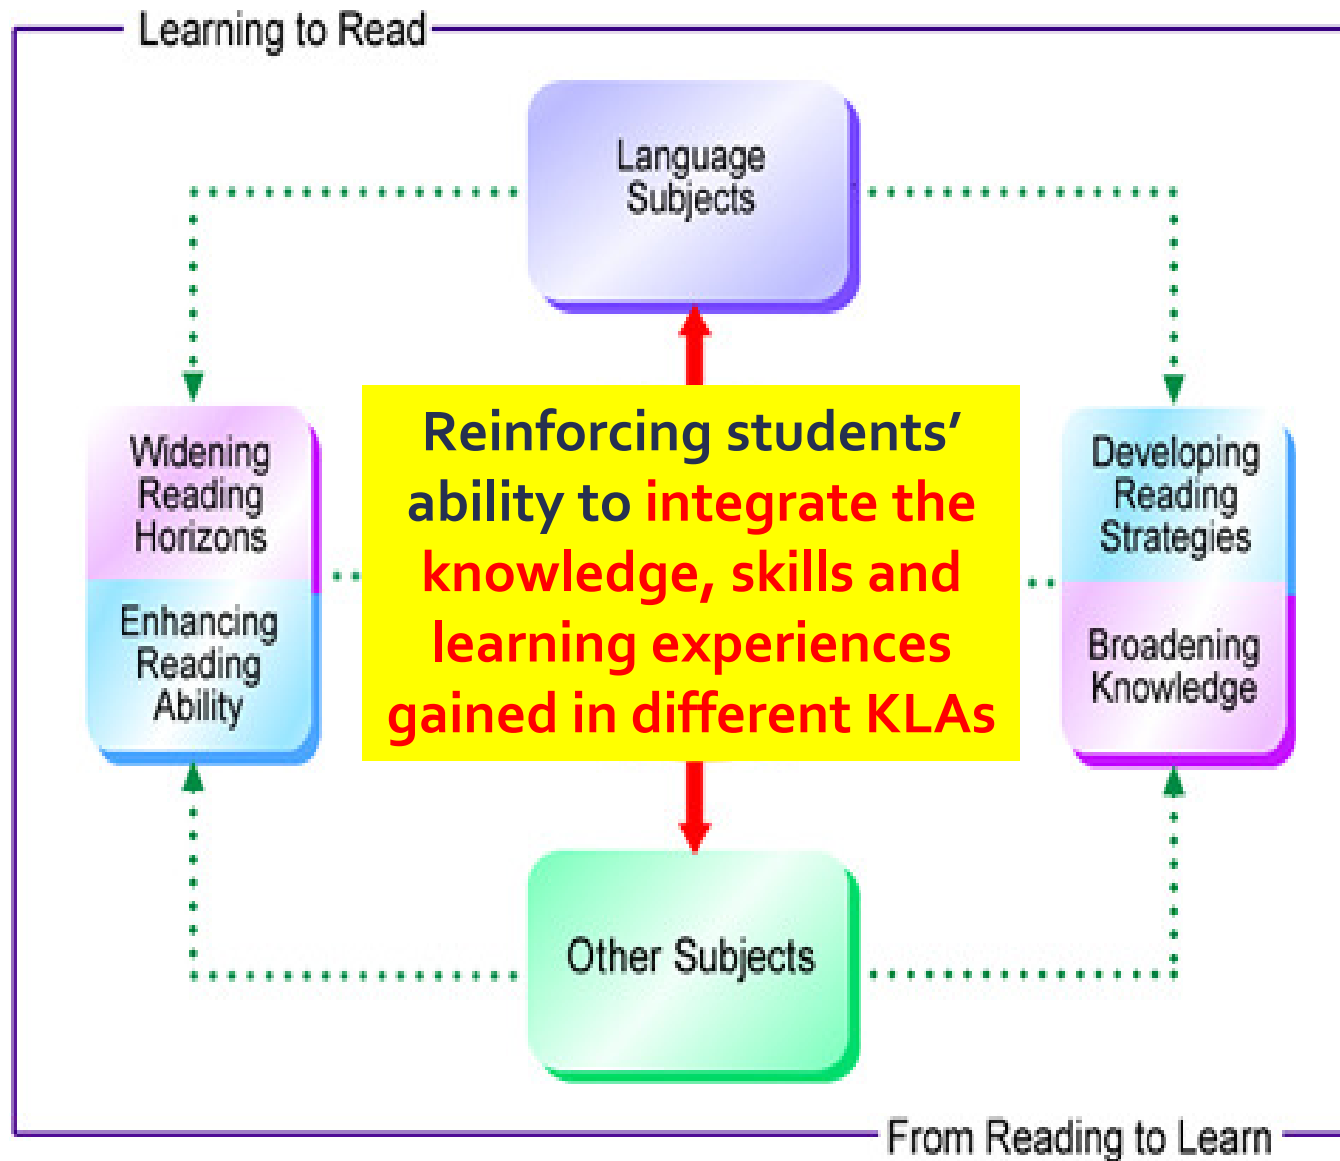 Learning to Read
Language
Subjects
Widening
Reading
Horizons
Enhancing
Reading
Ability
Reinforcing students’
ability to integrate the
knowledge, skills and
learning experiences
gained in different KLAs
Developing
Reading
Strategies
Broadening
Knowledge
Other Subjects
From Reading to Learn